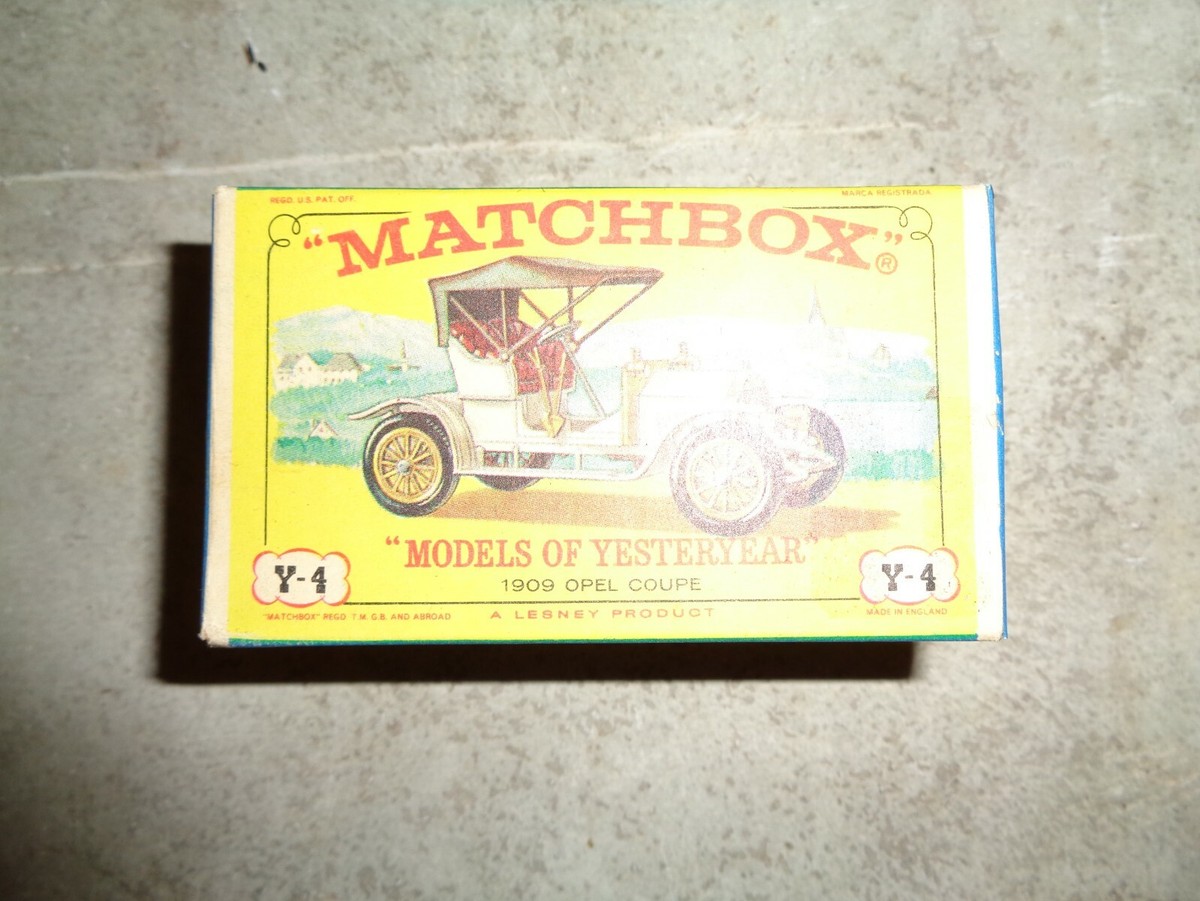 REGD. U.S. PAT. OFF.
MARCA REGISTRADA
"MATCHBOX"®
"MODELS OF YESTERYEAR"
1909 OPEL COUPE
Y-4
Y-4
"MATCHBOX" REGD. T.M. G.B. AND ABROAD
A LESNEY PRODUCT
MADE IN ENGLAND